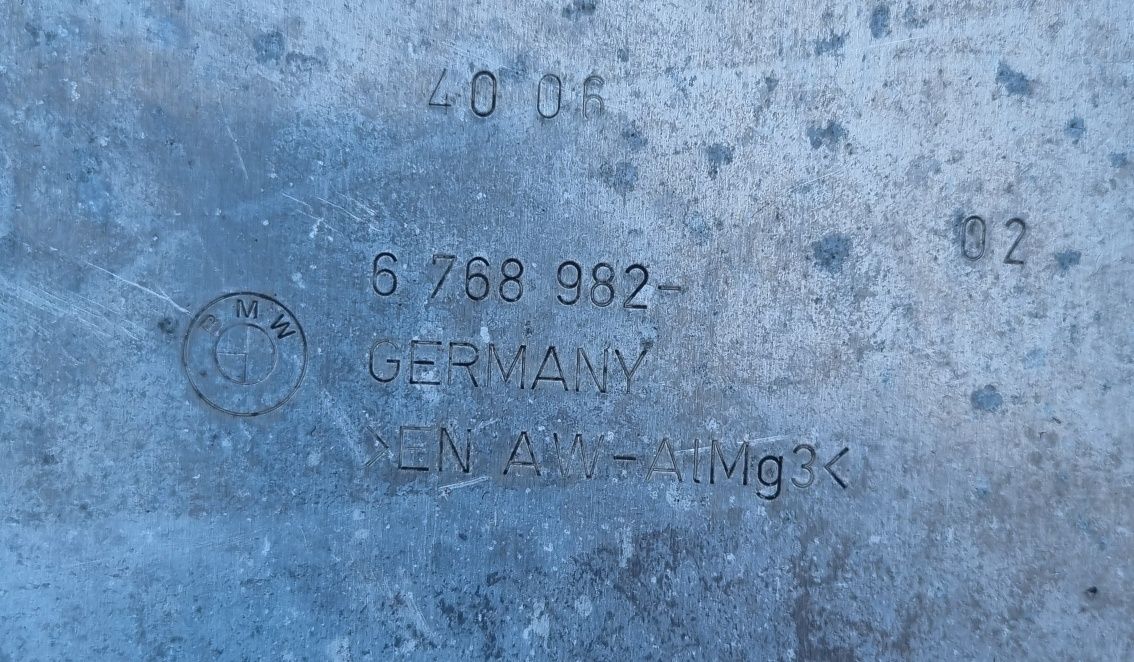 40 06
02
6 768 982-
BMW
GERMANY
>EN AW-AlMg3<